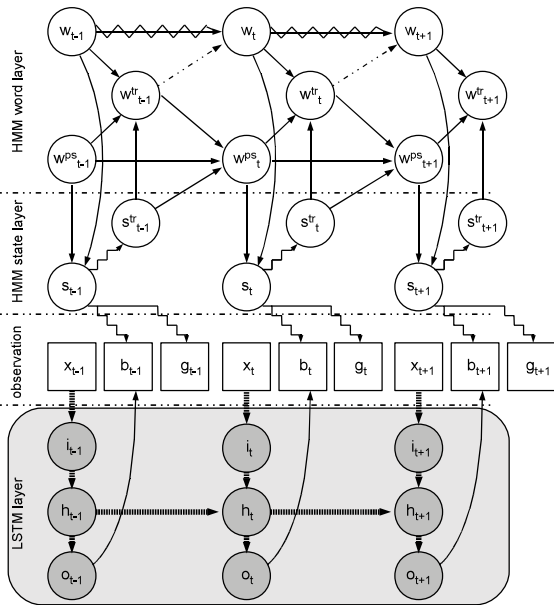 HMM word layer
w_{t-1} w_t w_{t+1}
w^{tr}_{t-1} w^{tr}_t w^{tr}_{t+1}
w^{ps}_{t-1} w^{ps}_t w^{ps}_{t+1}
HMM state layer
s^{tr}_{t-1} s^{tr}_t s^{tr}_{t+1}
s_{t-1} s_t s_{t+1}
observation
x_{t-1} b_{t-1} g_{t-1} x_t b_t g_t x_{t+1} b_{t+1} g_{t+1}
LSTM layer
i_{t-1} i_t i_{t+1}
h_{t-1} h_t h_{t+1}
o_{t-1} o_t o_{t+1}